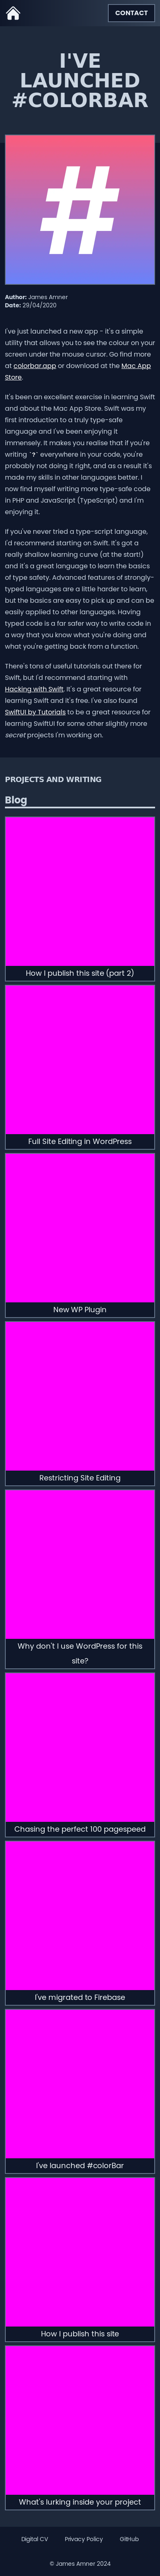 CONTACT
I'VE
LAUNCHED
#COLORBAR
#
Author: James Amner
Date: 29/04/2020
I've just launched a new app - it's a simple
utility that allows you to see the colour on your
screen under the mouse cursor. Go find more
at colorbar.app or download at the Mac App
Store.
It's been an excellent exercise in learning Swift
and about the Mac App Store. Swift was my
first introduction to a truly type-safe
language and I've been enjoying it
immensely. It makes you realise that if you're
writing `?` everywhere in your code, you're
probably not doing it right, and as a result it's
made my skills in other languages better. I
now find myself writing more type-safe code
in PHP and JavaScript (TypeScript) and I'm
enjoying it.
If you've never tried a type-script language,
I'd recommend starting on Swift. It's got a
really shallow learning curve (at the start!)
and it's a great language to learn the basics
of type safety. Advanced features of strongly-
typed languages are a little harder to learn,
but the basics are easy to pick up and can be
easily applied to other languages. Having
typed code is a far safer way to write code in
a way that you know what you're doing and
what you're getting back from a function.
There's tons of useful tutorials out there for
Swift, but I'd recommend starting with
Hacking with Swift. It's a great resource for
learning Swift and it's free. I've also found
SwiftUI by Tutorials to be a great resource for
learning SwiftUI for some other slightly more
secret projects I'm working on.
PROJECTS AND WRITING
Blog
How I publish this site (part 2)
Full Site Editing in WordPress
New WP Plugin
Restricting Site Editing
Why don't I use WordPress for this
site?
Chasing the perfect 100 pagespeed
I've migrated to Firebase
I've launched #colorBar
How I publish this site
What's lurking inside your project
Digital CV Privacy Policy GitHub
© James Amner 2024